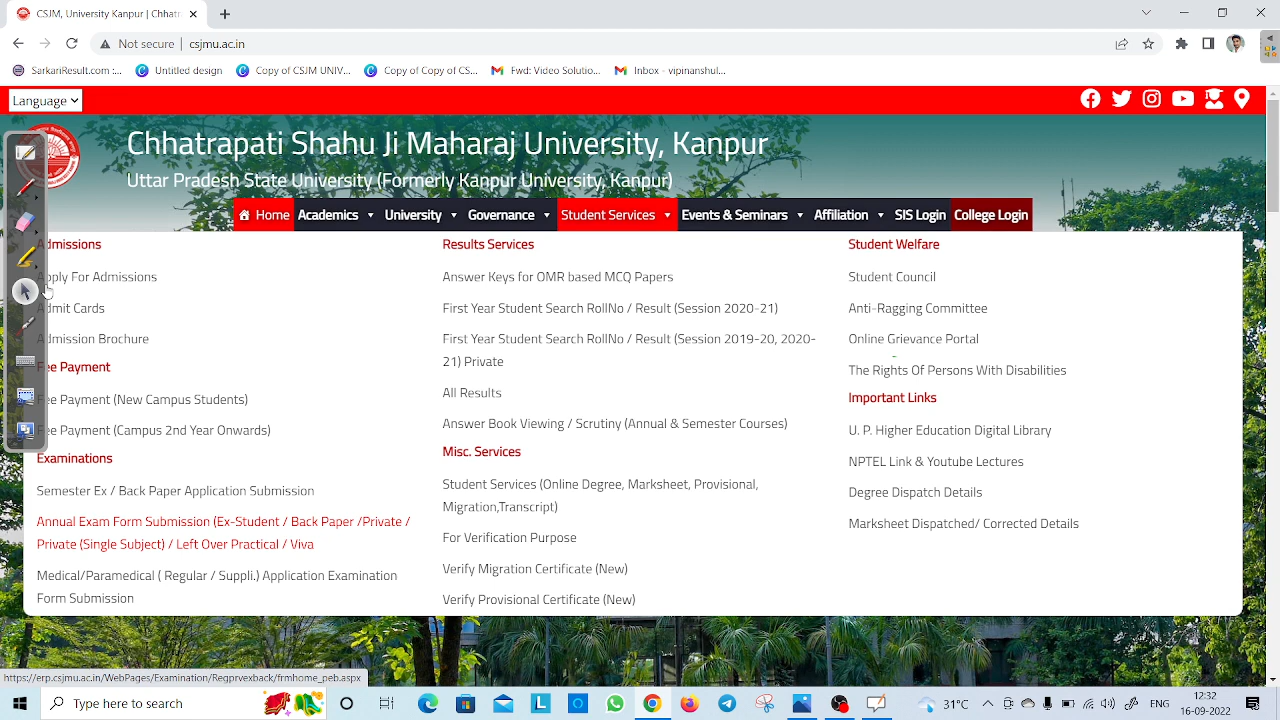 CSJM, University | Chhat
Not secure | csjmu.ac.in
SarkariResult.com :...
Untitled design
Copy of CSJM UNIV...
Copy of Copy of CS...
Fwd: Video Solutio...
Inbox - vipinanshul...
Language
Chhatrapati Shahu Ji Maharaj University, Kanpur
Uttar Pradesh State University (Formerly Kanpur University, Kanpur)
Home
Academics
University
Governance
Student Services
Events & Seminars
Affiliation
SIS Login
College Login
Admissions
Apply For Admissions
Admit Cards
Admission Brochure
Fee Payment
Fee Payment (New Campus Students)
Fee Payment (Campus 2nd Year Onwards)
Examinations
Semester Ex / Back Paper Application Submission
Annual Exam Form Submission (Ex-Student / Back Paper /Private /
Private (Single Subject) / Left Over Practical / Viva
Medical/Paramedical ( Regular / Suppli.) Application Examination
Form Submission
Results Services
Answer Keys for OMR based MCQ Papers
First Year Student Search RollNo / Result (Session 2020-21)
First Year Student Search RollNo / Result (Session 2019-20, 2020-
21) Private
All Results
Answer Book Viewing / Scrutiny (Annual & Semester Courses)
Misc. Services
Student Services (Online Degree, Marksheet, Provisional,
Migration,Transcript)
For Verification Purpose
Verify Migration Certificate (New)
Verify Provisional Certificate (New)
Student Welfare
Student Council
Anti-Ragging Committee
Online Grievance Portal
The Rights Of Persons With Disabilities
Important Links
U. P. Higher Education Digital Library
NPTEL Link & Youtube Lectures
Degree Dispatch Details
Marksheet Dispatched/ Corrected Details
https://erp.csjmu.ac.in/WebPages/Examination/Regprvexback/frmhome_peb.aspx
Type here to search
31°C
12:32
16-09-2022